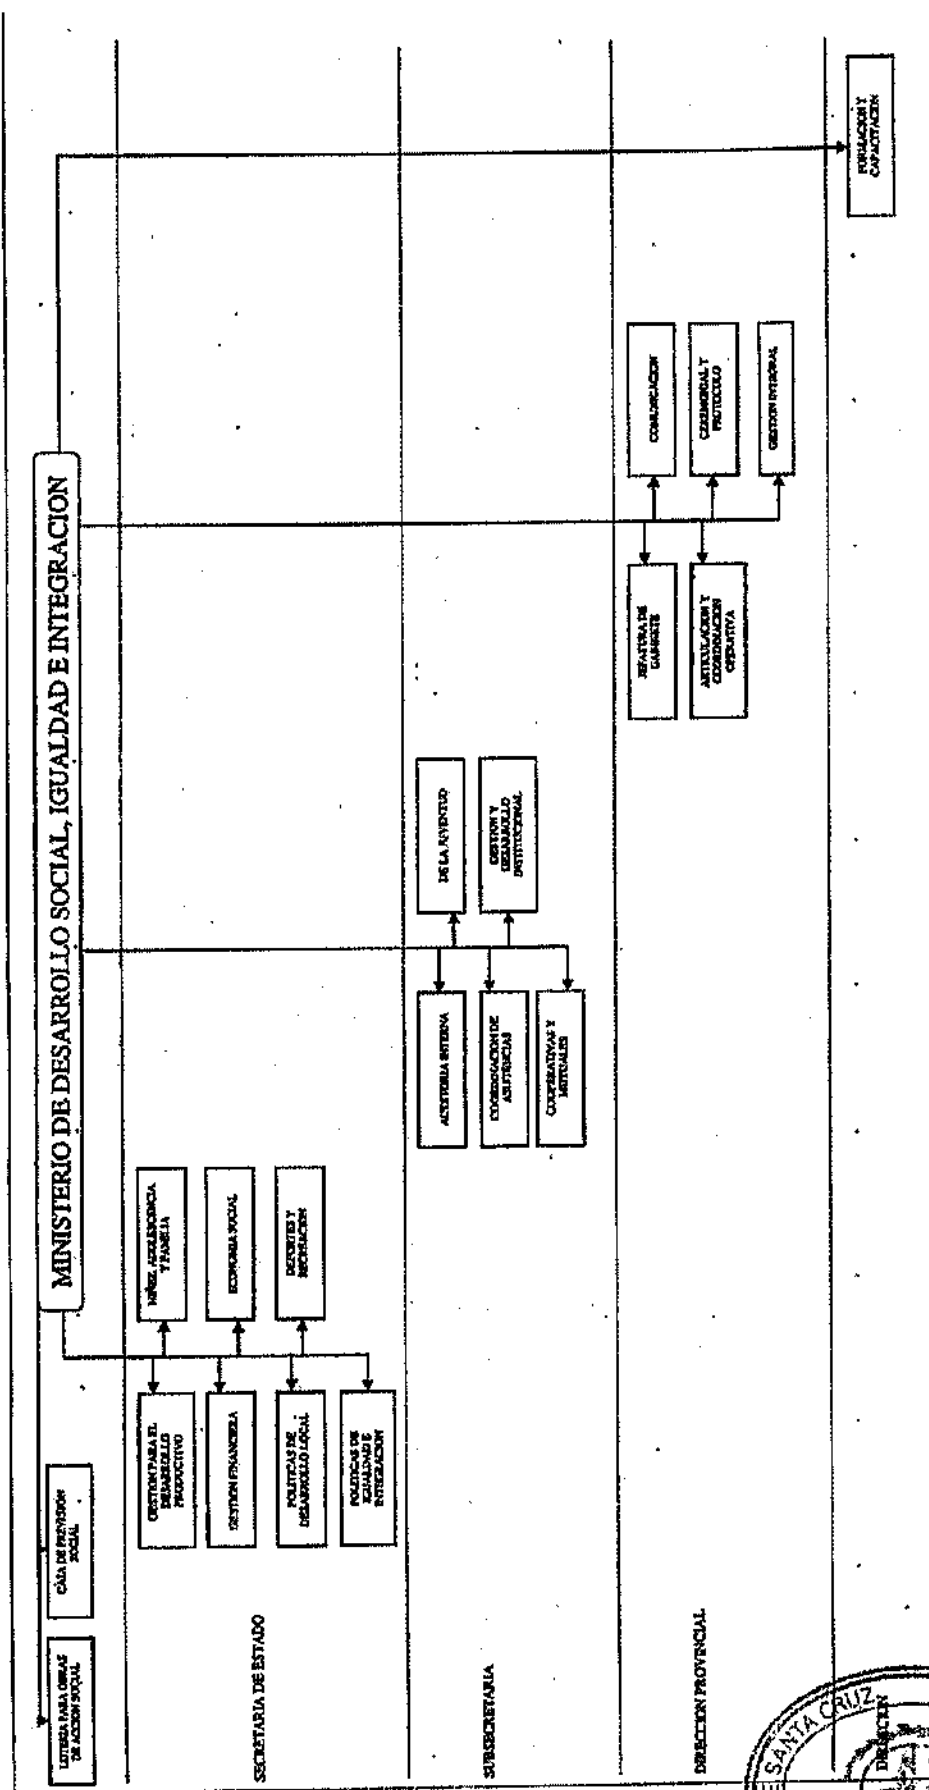 MINISTERIO DE DESARROLLO SOCIAL, IGUALDAD E INTEGRACION
LOTERIA PARA OBRAS
DE ACCION SOCIAL
CAJA DE PREVISIÓN
SOCIAL
SECRETARIA DE ESTADO
GESTION PARA EL
DESARROLLO
PRODUCTIVO
GESTION FINANCIERA
POLITICAS DE
DESARROLLO LOCAL
POLITICAS DE
IGUALDAD E
INTEGRACION
NIÑEZ, ADOLESCENCIA
Y FAMILIA
ECONOMIA SOCIAL
DEPORTES Y
RECREACION
SUBSECRETARIA
AUDITORIA INTERNA
COORDINACION DE
ASISTENCIAS
COOPERATIVAS Y
MUTUALES
DE LA JUVENTUD
GESTION Y
DESARROLLO
INSTITUCIONAL
DIRECCION PROVINCIAL
JEFATURA DE
GABINETE
ARTICULACION Y
COORDINACION
OPERATIVA
COMUNICACION
CEREMONIAL Y
PROTOCOLO
GESTION INTEGRAL
DIRECCION
FORMACION Y
CAPACITACION
SANTA CRUZ